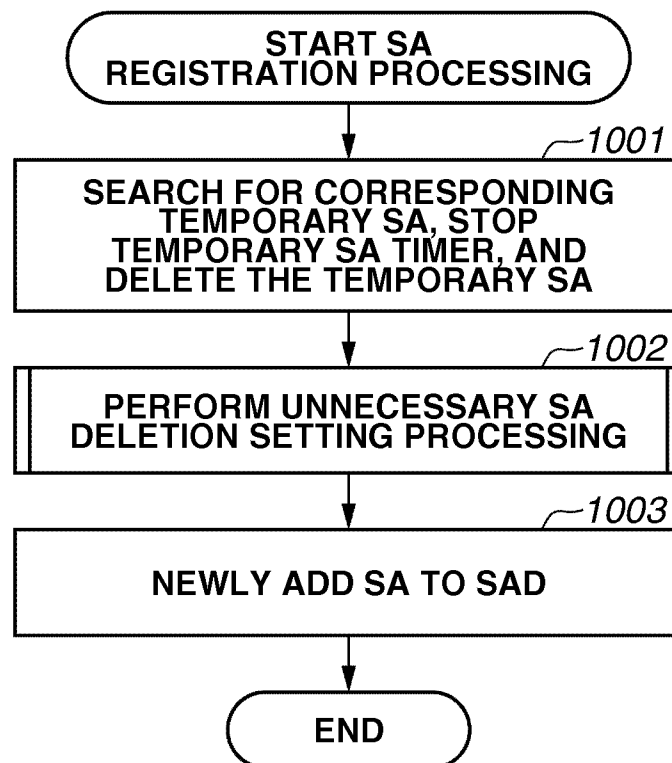 START SA
REGISTRATION PROCESSING
1001
SEARCH FOR CORRESPONDING
TEMPORARY SA, STOP
TEMPORARY SA TIMER, AND
DELETE THE TEMPORARY SA
1002
PERFORM UNNECESSARY SA
DELETION SETTING PROCESSING
1003
NEWLY ADD SA TO SAD
END